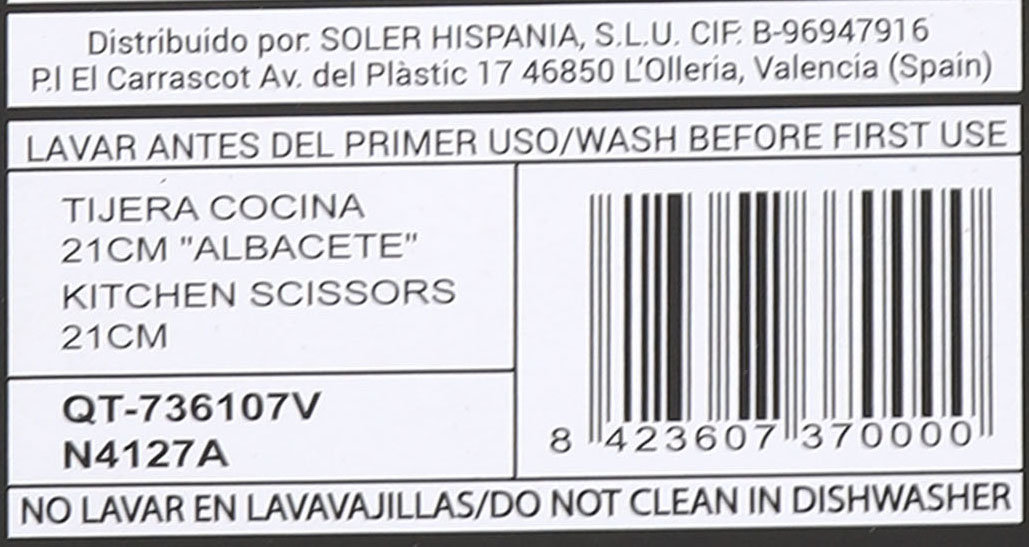 Distribuido por: SOLER HISPANIA, S.L.U. CIF: B-96947916
P.I El Carrascot Av. del Plàstic 17 46850 L'Olleria, Valencia (Spain)
LAVAR ANTES DEL PRIMER USO/WASH BEFORE FIRST USE
TIJERA COCINA
21CM "ALBACETE"
KITCHEN SCISSORS
21CM
QT-736107V
N4127A
8 423607 370000
NO LAVAR EN LAVAVAJILLAS/DO NOT CLEAN IN DISHWASHER